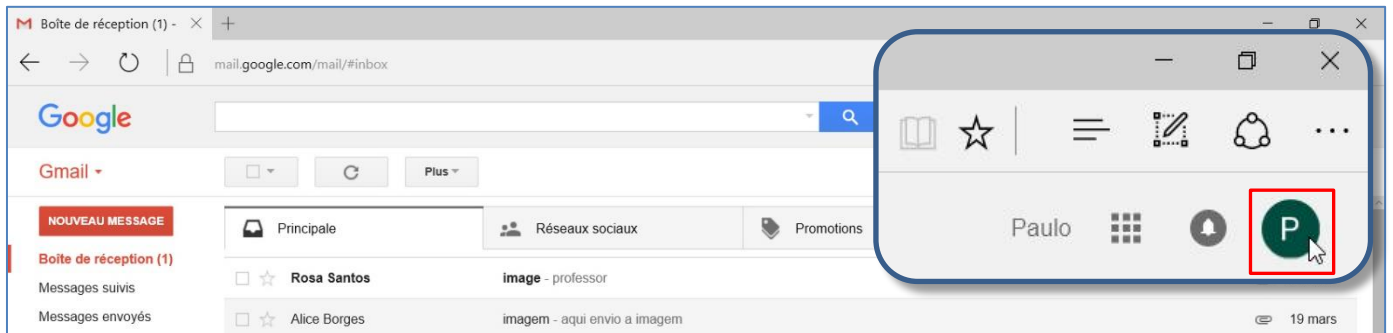 Boîte de réception (1) -
mail.google.com/mail/#inbox
Google
Paulo
P
Gmail
Plus
NOUVEAU MESSAGE
Principale
Réseaux sociaux
Promotions
Boîte de réception (1)
Rosa Santos
image - professor
Messages suivis
Messages envoyés
Alice Borges
imagem - aqui envio a imagem
19 mars